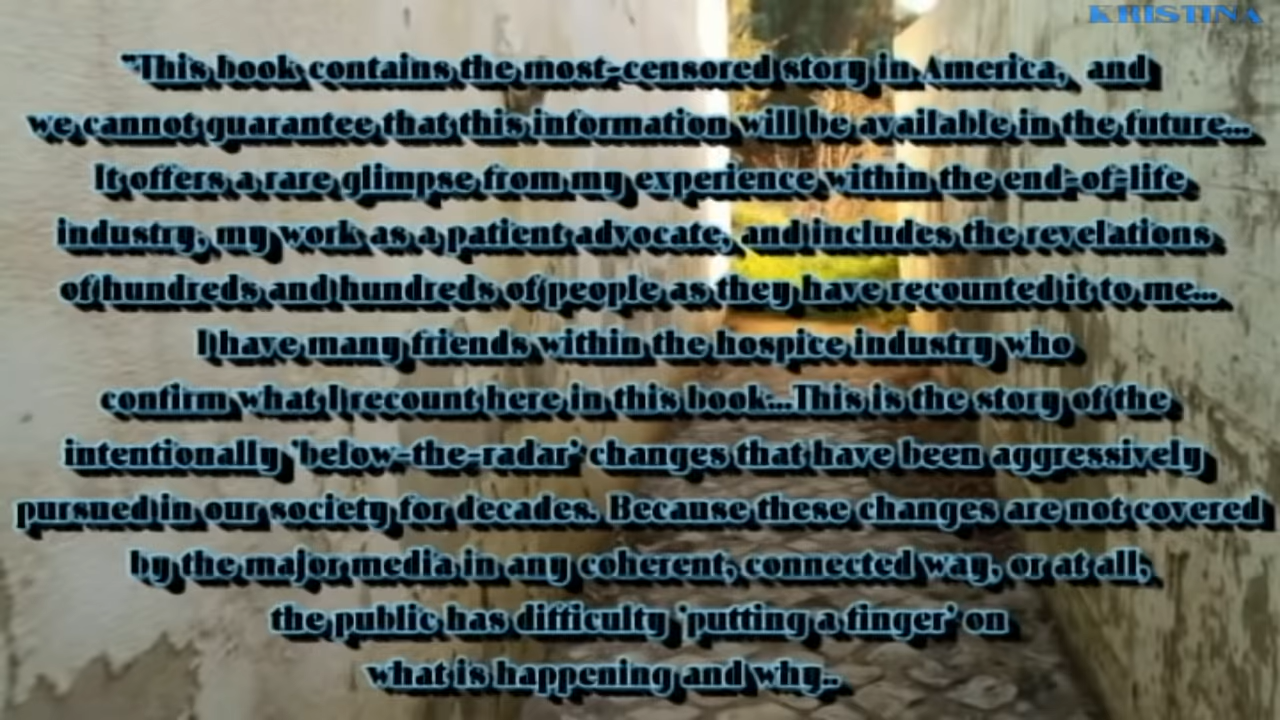 KRISTINA
"This book contains the most-censored story in America, and
we cannot guarantee that this information will be available in the future...
It offers a rare glimpse from my experience within the end-of-life
industry, my work as a patient advocate, and includes the revelations
of hundreds and hundreds of people as they have recounted it to me...
I have many friends within the hospice industry who
confirm what I recount here in this book...This is the story of the
intentionally 'below-the-radar' changes that have been aggressively
pursued in our society for decades. Because these changes are not covered
by the major media in any coherent, connected way, or at all,
the public has difficulty 'putting a finger' on
what is happening and why..